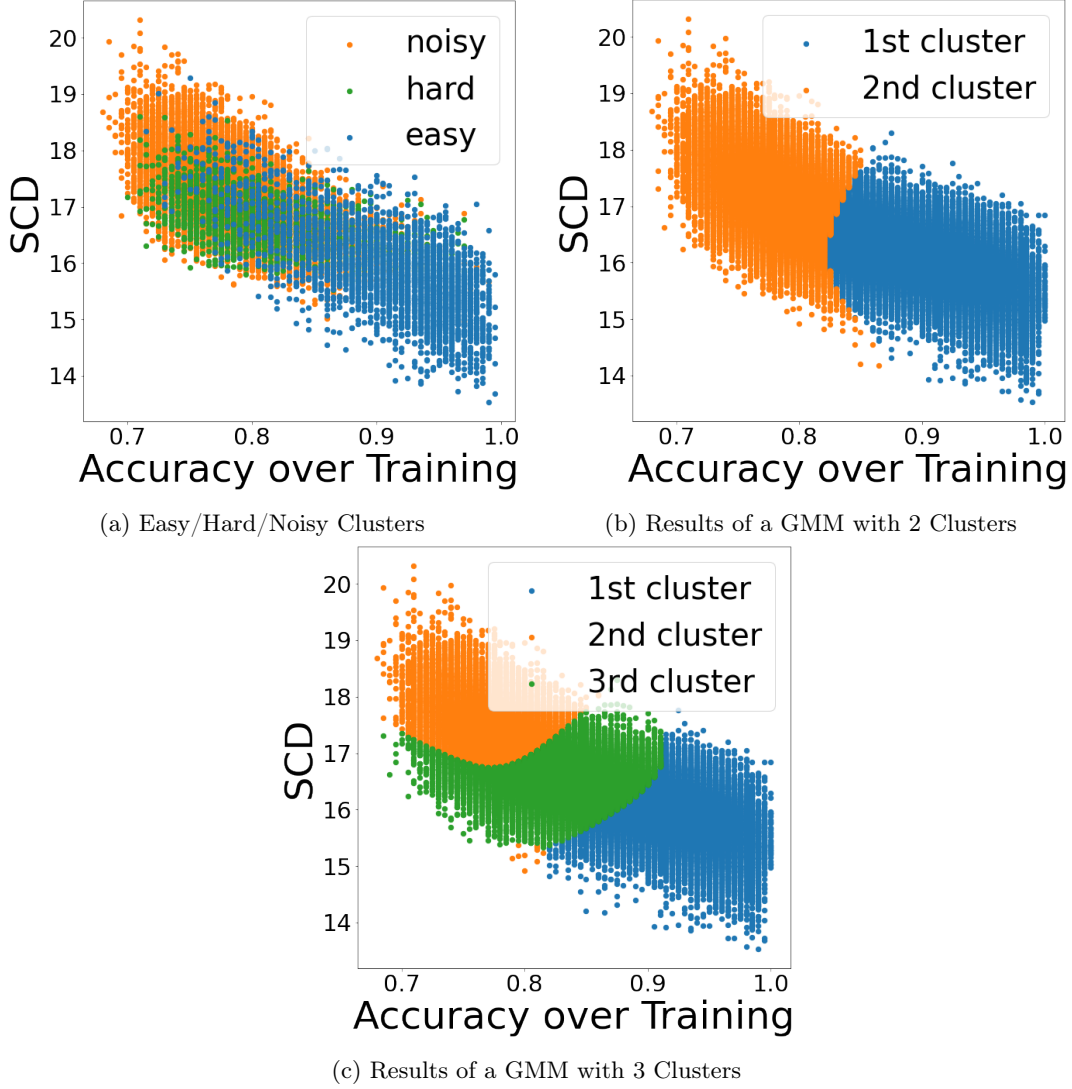 20
19
18
17
16
15
14
SCD
noisy
hard
easy
0.7 0.8 0.9 1.0
Accuracy over Training
(a) Easy/Hard/Noisy Clusters
20
19
18
17
16
15
14
SCD
1st cluster
2nd cluster
0.7 0.8 0.9 1.0
Accuracy over Training
(b) Results of a GMM with 2 Clusters
20
19
18
17
16
15
14
SCD
1st cluster
2nd cluster
3rd cluster
0.7 0.8 0.9 1.0
Accuracy over Training
(c) Results of a GMM with 3 Clusters